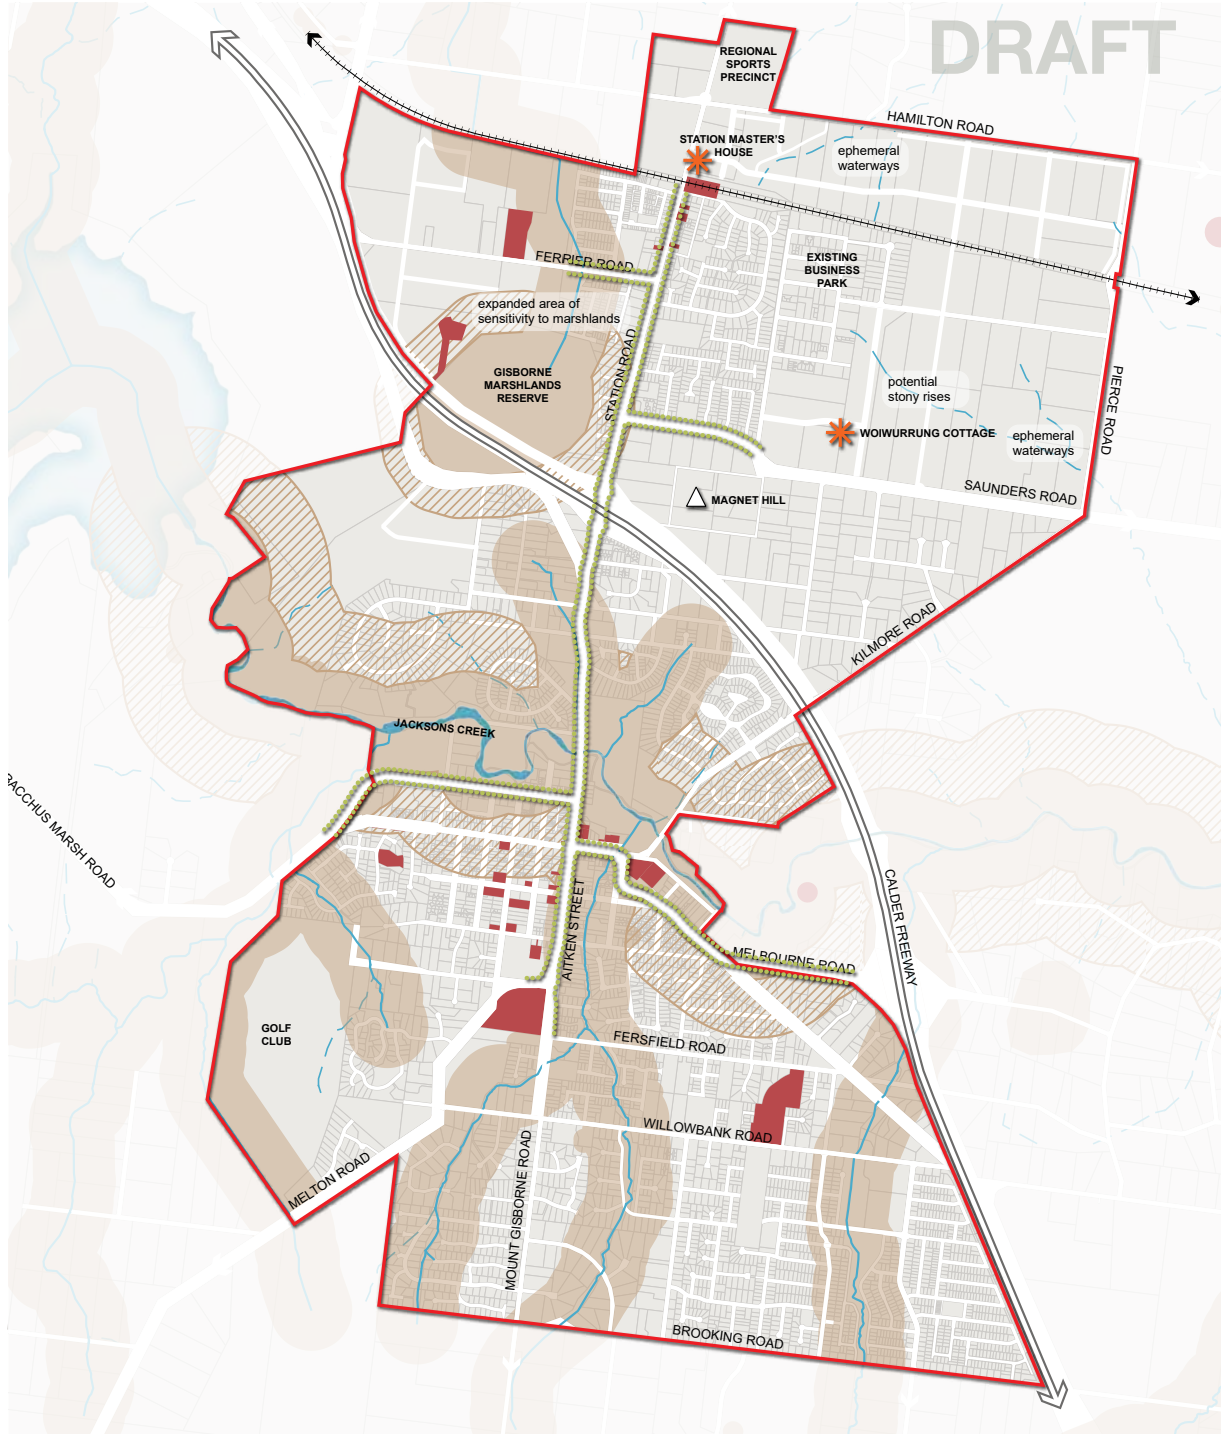 DRAFT
REGIONAL
SPORTS
PRECINCT
HAMILTON ROAD
STATION MASTER'S
HOUSE
ephemeral
waterways
FERRIER ROAD
EXISTING
BUSINESS
PARK
expanded area of
sensitivity to marshlands
STATION ROAD
GISBORNE
MARSHLANDS
RESERVE
potential
stony rises
PIERCE ROAD
WOIWURRUNG COTTAGE
ephemeral
waterways
SAUNDERS ROAD
MAGNET HILL
KILMORE ROAD
JACKSONS CREEK
BACCHUS MARSH ROAD
CALDER FREEWAY
AITKEN STREET
MELBOURNE ROAD
GOLF
CLUB
FERSFIELD ROAD
WILLOWBANK ROAD
MELTON ROAD
MOUNT GISBORNE ROAD
BROOKING ROAD